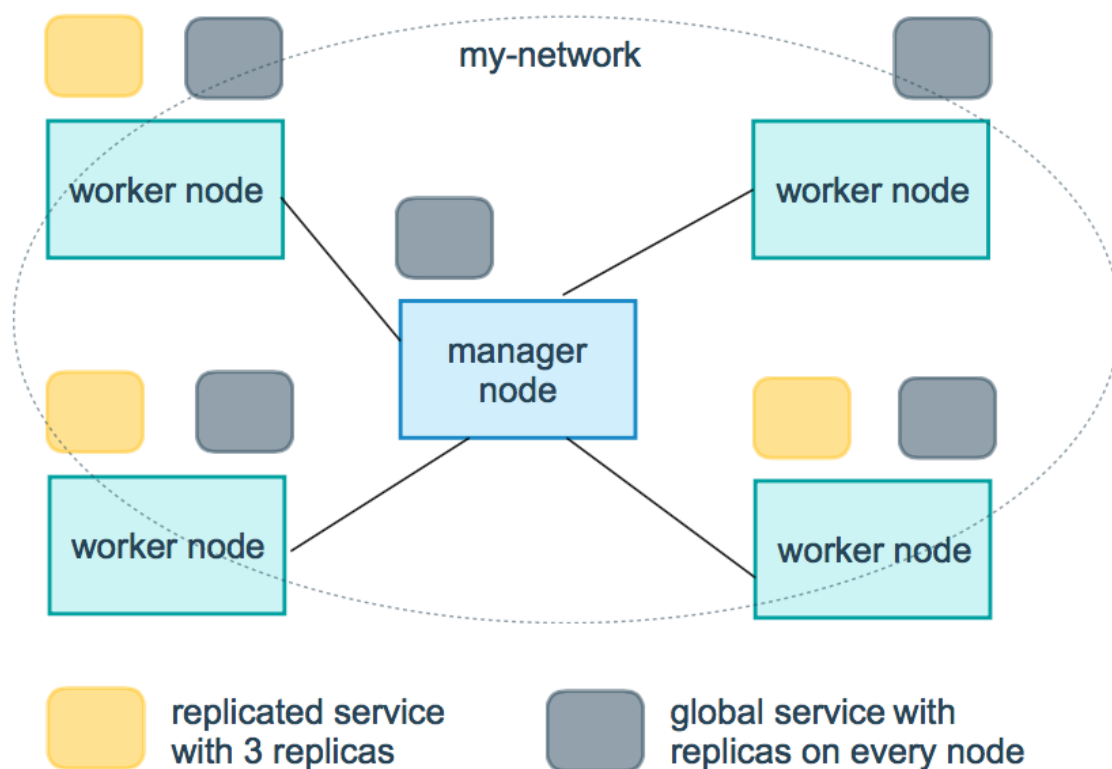 my-network
worker node
worker node
manager
node
worker node
worker node
replicated service
with 3 replicas
global service with
replicas on every node